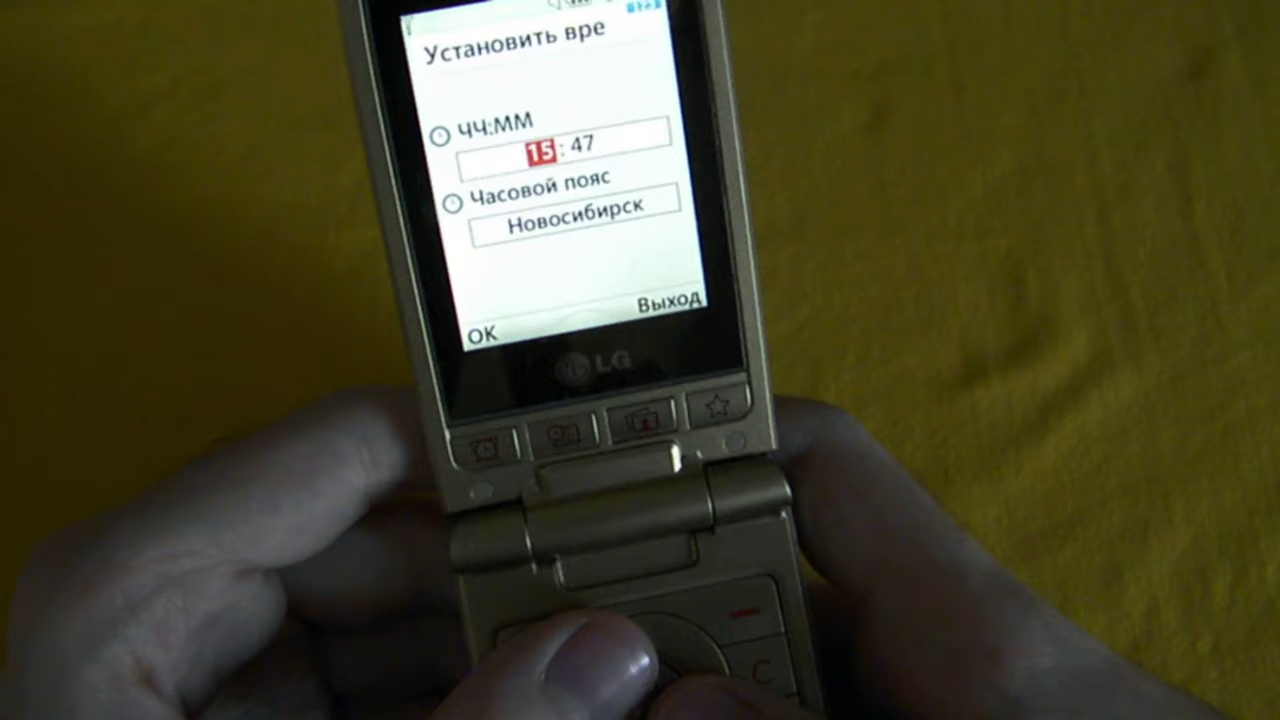 Установить вре
ЧЧ:ММ
15 : 47
Часовой пояс
Новосибирск
OK
Выход
LG
C